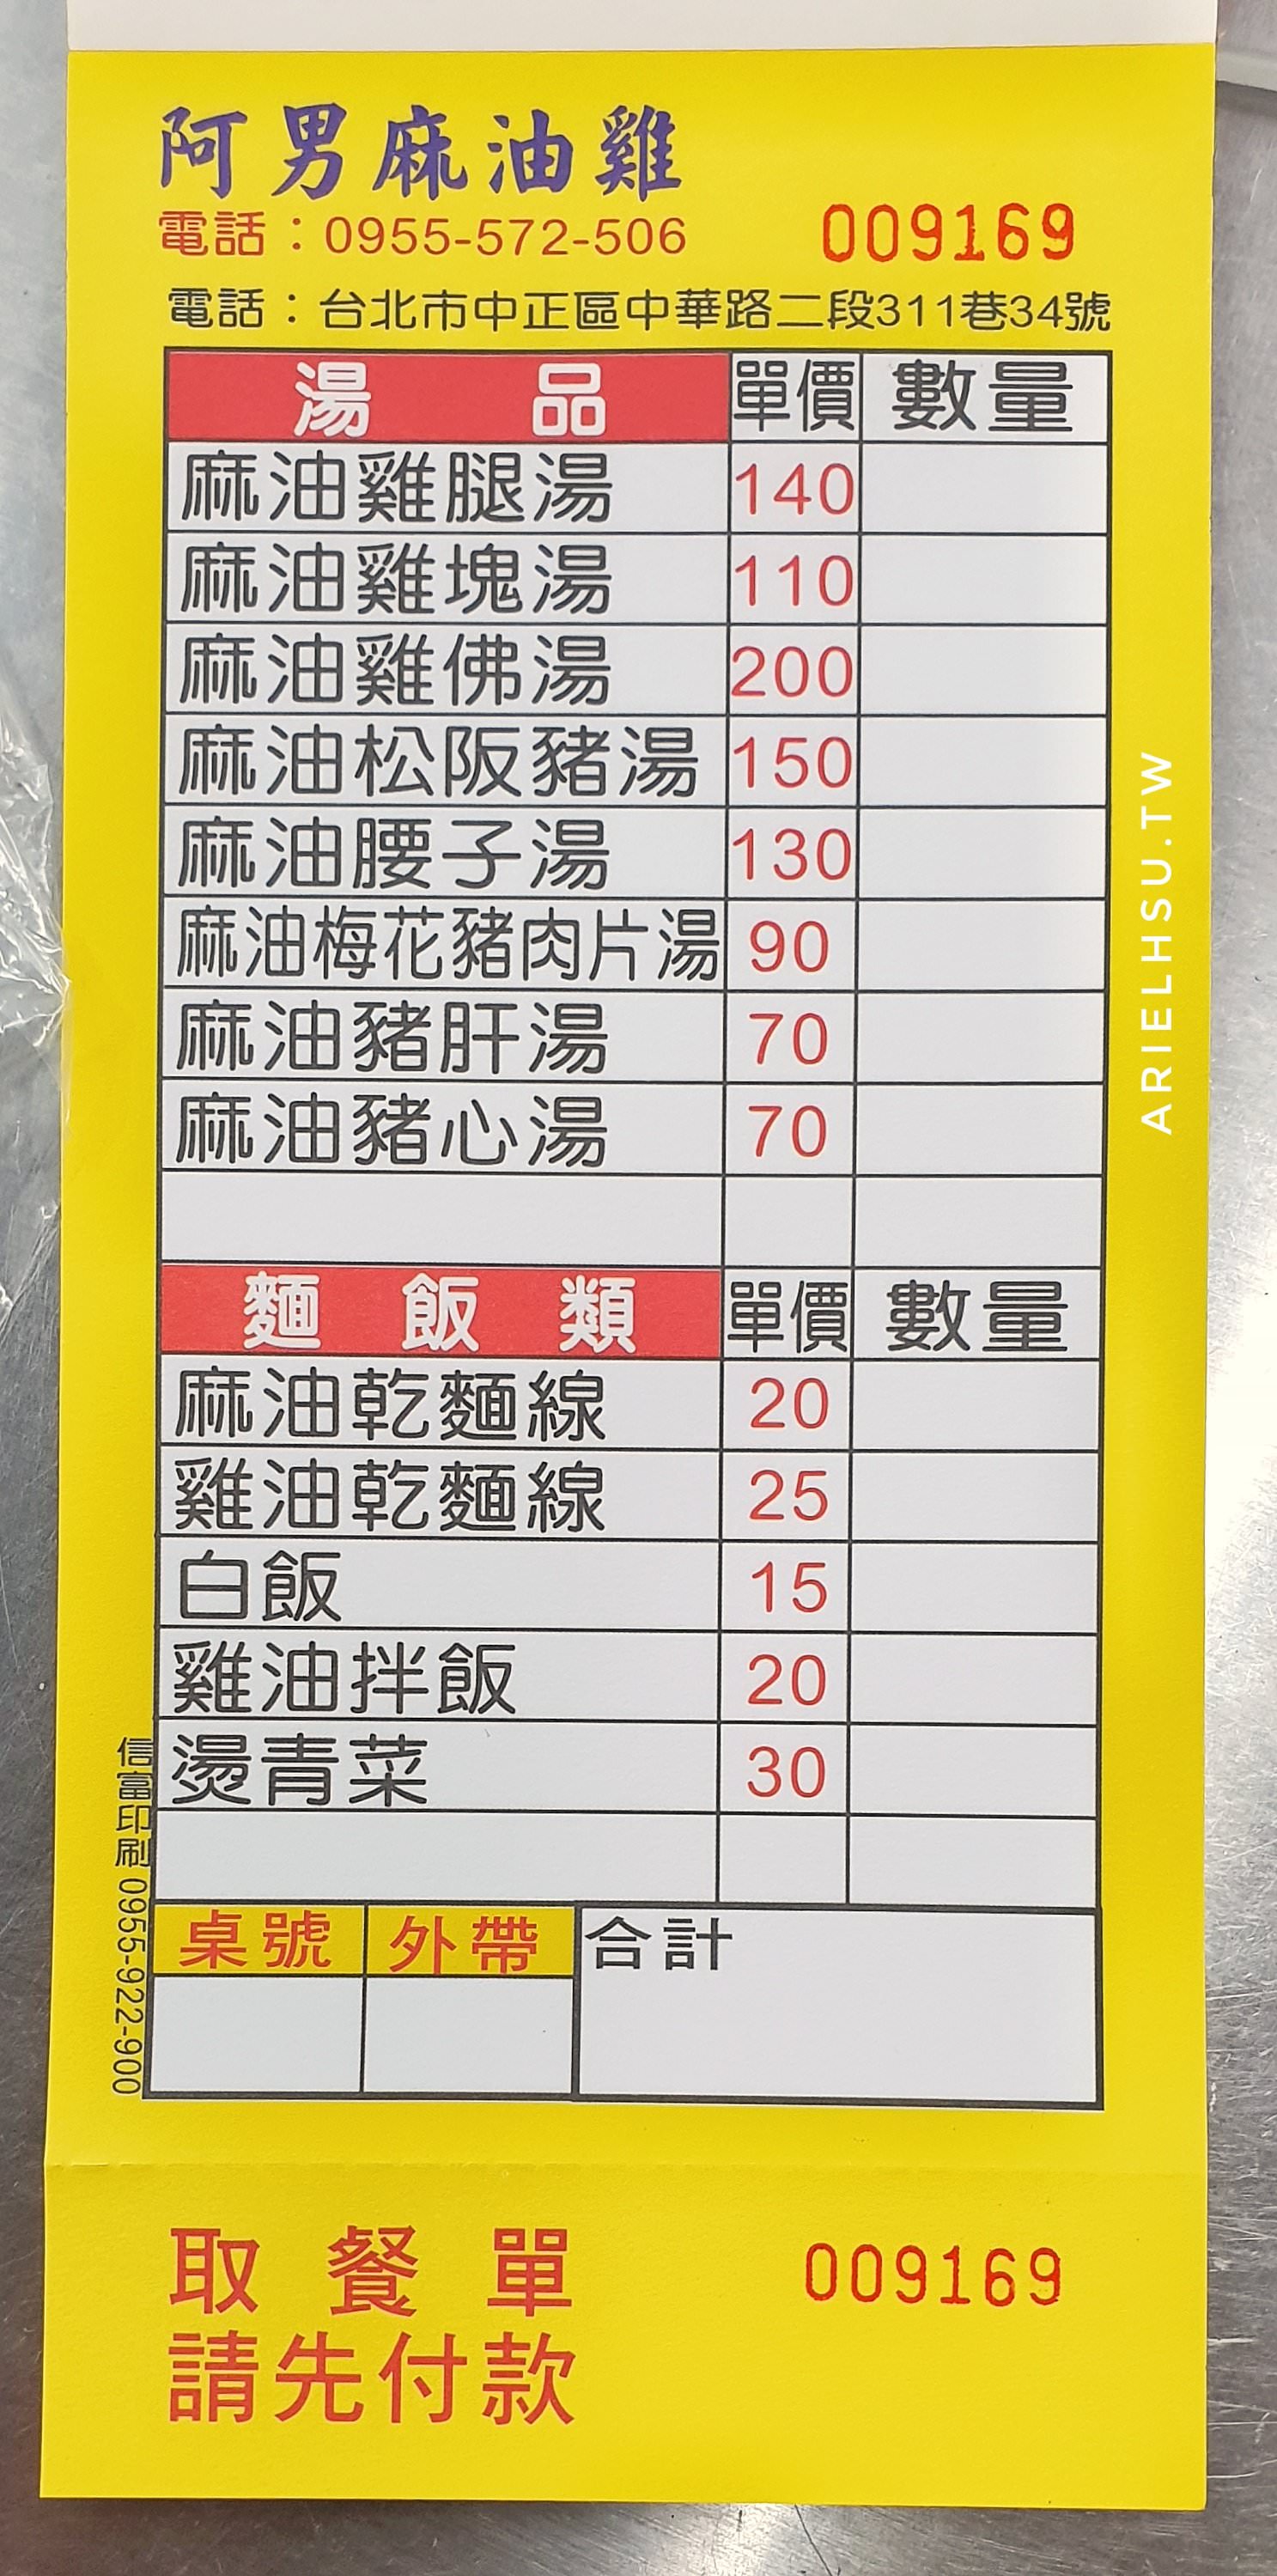 阿男麻油雞
電話：0955-572-506 009169
電話：台北市中正區中華路二段311巷34號
湯品 單價 數量
麻油雞腿湯 140
麻油雞塊湯 110
麻油雞佛湯 200
麻油松阪豬湯 150
麻油腰子湯 130
麻油梅花豬肉片湯 90
麻油豬肝湯 70
麻油豬心湯 70
麵飯類 單價 數量
麻油乾麵線 20
雞油乾麵線 25
白飯 15
雞油拌飯 20
燙青菜 30
桌號 外帶 合計
信富印刷 0955-922-900
取餐單 009169
請先付款
ARIELHSU.TW